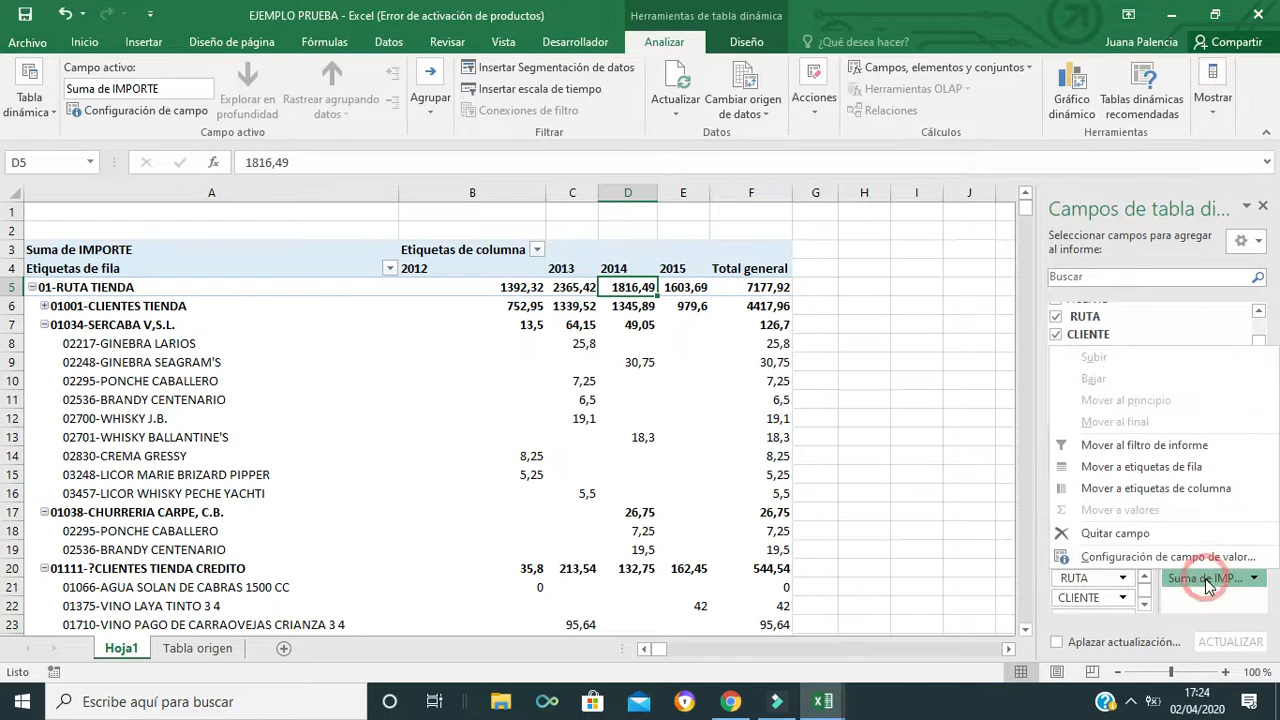 EJEMPLO PRUEBA - Excel (Error de activación de productos)
Herramientas de tabla dinámica
Archivo Inicio Insertar Diseño de página Fórmulas Datos Revisar Vista Desarrollador Analizar Diseño ¿Qué desea hacer? Juana Palencia Compartir
Tabla dinámica
Campo activo:
Suma de IMPORTE
Configuración de campo
Explorar en profundidad
Rastrear agrupando datos
Campo activo
Agrupar
Insertar Segmentación de datos
Insertar escala de tiempo
Conexiones de filtro
Filtrar
Actualizar
Cambiar origen de datos
Datos
Acciones
Campos, elementos y conjuntos
Herramientas OLAP
Relaciones
Cálculos
Gráfico dinámico
Tablas dinámicas recomendadas
Herramientas
Mostrar
D5 fx 1816,49
A B C D E F G H I J
1
2
3 Suma de IMPORTE Etiquetas de columna
4 Etiquetas de fila 2012 2013 2014 2015 Total general
5 01-RUTA TIENDA 1392,32 2365,42 1816,49 1603,69 7177,92
6 01001-CLIENTES TIENDA 752,95 1339,52 1345,89 979,6 4417,96
7 01034-SERCABA V,S.L. 13,5 64,15 49,05 126,7
8 02217-GINEBRA LARIOS 25,8 25,8
9 02248-GINEBRA SEAGRAM'S 30,75 30,75
10 02295-PONCHE CABALLERO 7,25 7,25
11 02536-BRANDY CENTENARIO 6,5 6,5
12 02700-WHISKY J.B. 19,1 19,1
13 02701-WHISKY BALLANTINE'S 18,3 18,3
14 02830-CREMA GRESSY 8,25 8,25
15 03248-LICOR MARIE BRIZARD PIPPER 5,25 5,25
16 03457-LICOR WHISKY PECHE YACHTI 5,5 5,5
17 01038-CHURRERIA CARPE, C.B. 26,75 26,75
18 02295-PONCHE CABALLERO 7,25 7,25
19 02536-BRANDY CENTENARIO 19,5 19,5
20 01111-?CLIENTES TIENDA CREDITO 35,8 213,54 132,75 162,45 544,54
21 01066-AGUA SOLAN DE CABRAS 1500 CC 0 0
22 01375-VINO LAYA TINTO 3 4 42 42
23 01710-VINO PAGO DE CARRAOVEJAS CRIANZA 3 4 95,64 95,64
Campos de tabla di...
Seleccionar campos para agregar al informe:
Buscar
RUTA
CLIENTE
Subir
Bajar
Mover al principio
Mover al final
Mover al filtro de informe
Mover a etiquetas de fila
Mover a etiquetas de columna
Mover a valores
Quitar campo
Configuración de campo de valor...
RUTA
CLIENTE
Suma de IMP...
Aplazar actualización... ACTUALIZAR
Hoja1 Tabla origen
Listo 100 %
Escribe aquí para buscar
17:24
02/04/2020